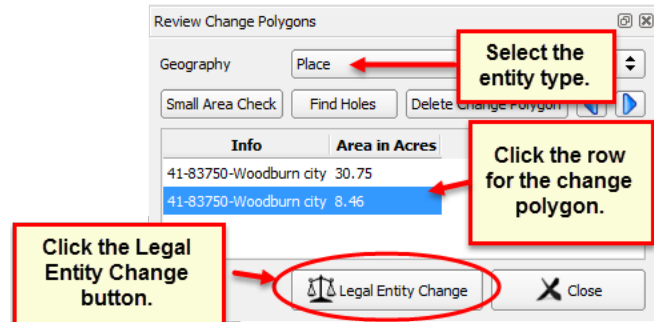 Review Change Polygons
Geography
Place
Select the
entity type.
Small Area Check
Find Holes
Delete Change Polygon
Info
Area in Acres
41-83750-Woodburn city 30.75
41-83750-Woodburn city 8.46
Click the row
for the change
polygon.
Click the Legal
Entity Change
button.
Legal Entity Change
Close